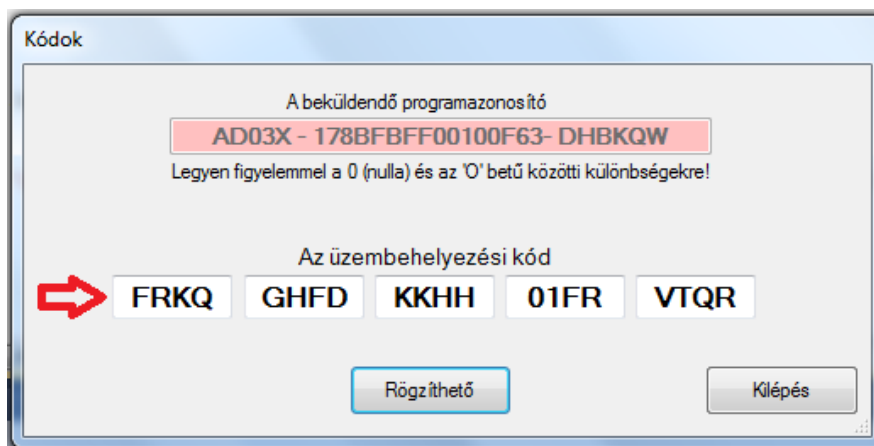 Kódok
A beküldendő programazonosító
AD03X - 178BFBFF00100F63- DHBKQW
Legyen figyelemmel a 0 (nulla) és az 'O' betű közötti különbségekre!
Az üzembehelyezési kód
FRKQ GHFD KKHH 01FR VTQR
Rögzíthető Kilépés